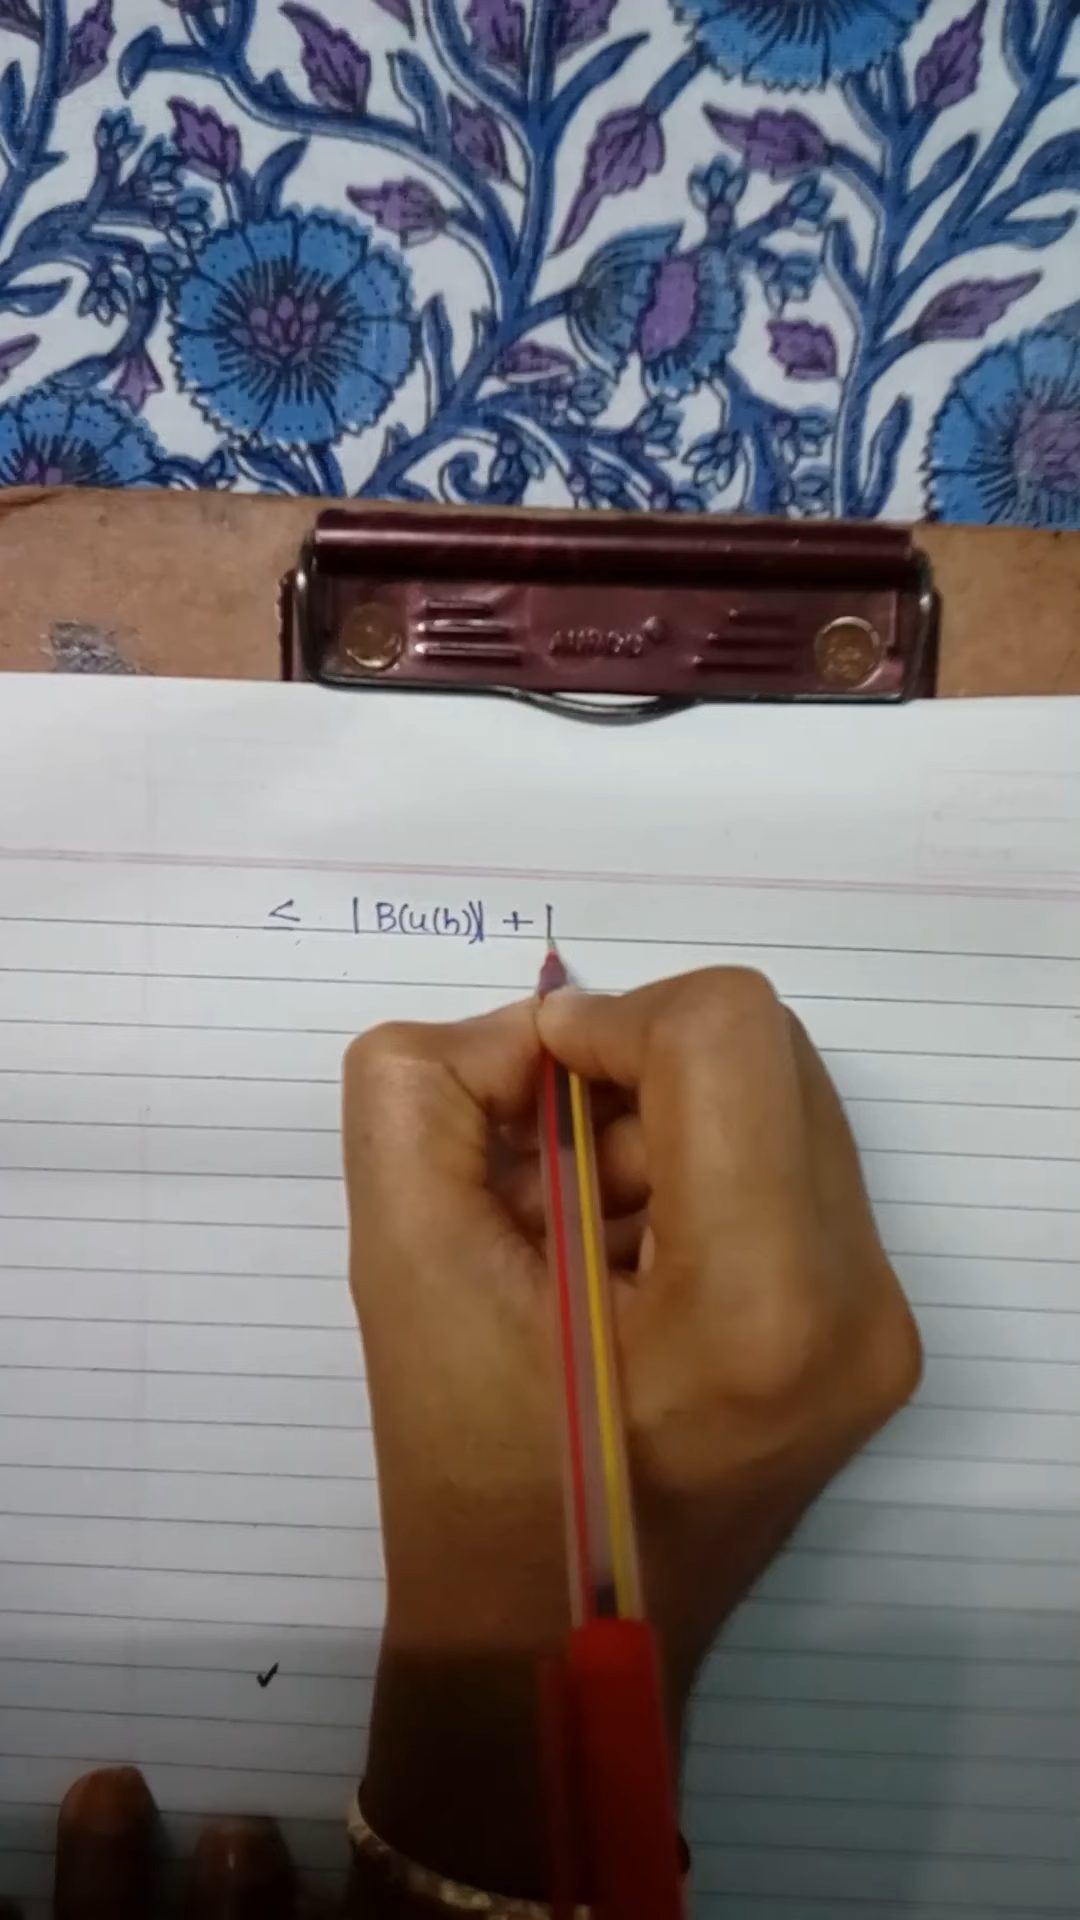 ≤ |B(u(h))| + |